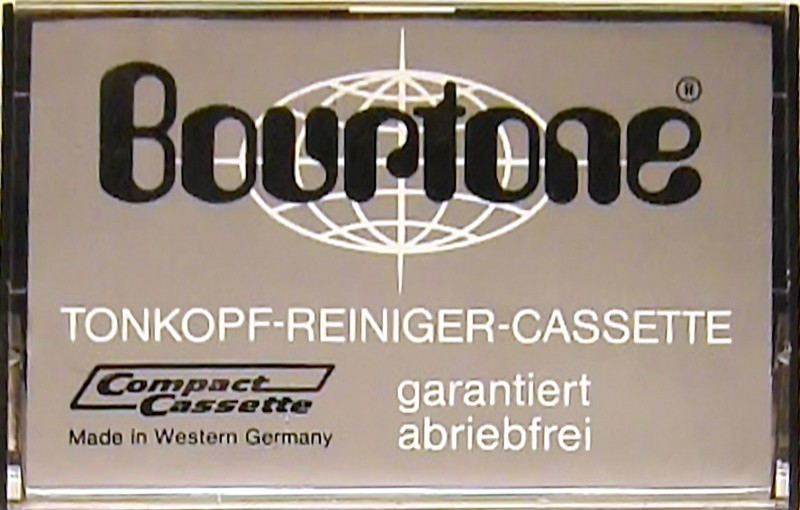 Bourtone ®
TONKOPF-REINIGER-CASSETTE
Compact
Cassette
Made in Western Germany
garantiert
abriebfrei